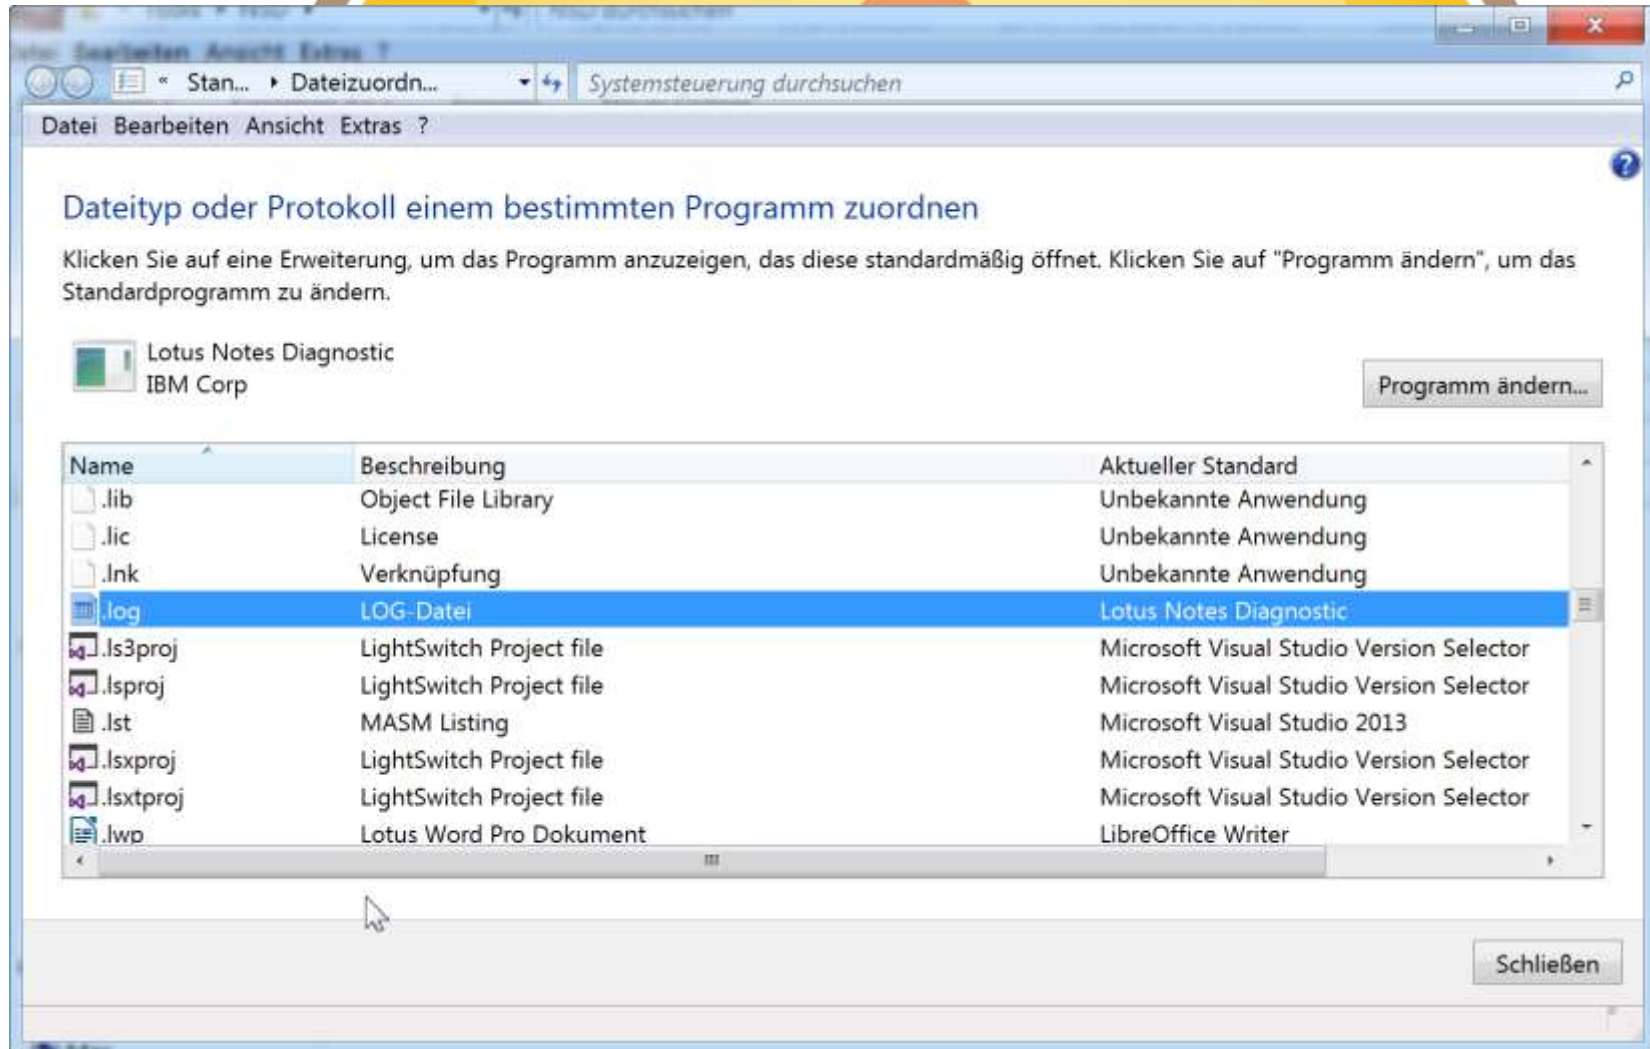 Datei Bearbeiten Ansicht Extras ?
« Stan... Dateizuordn... Systemsteuerung durchsuchen
Datei Bearbeiten Ansicht Extras ?
Dateityp oder Protokoll einem bestimmten Programm zuordnen
Klicken Sie auf eine Erweiterung, um das Programm anzuzeigen, das diese standardmäßig öffnet. Klicken Sie auf "Programm ändern", um das
Standardprogramm zu ändern.
Lotus Notes Diagnostic
IBM Corp
Programm ändern...
Name Beschreibung Aktueller Standard
.lib Object File Library Unbekannte Anwendung
.lic License Unbekannte Anwendung
.lnk Verknüpfung Unbekannte Anwendung
.log LOG-Datei Lotus Notes Diagnostic
.ls3proj LightSwitch Project file Microsoft Visual Studio Version Selector
.lsproj LightSwitch Project file Microsoft Visual Studio Version Selector
.lst MASM Listing Microsoft Visual Studio 2013
.lsxproj LightSwitch Project file Microsoft Visual Studio Version Selector
.lsxtproj LightSwitch Project file Microsoft Visual Studio Version Selector
.lwp Lotus Word Pro Dokument LibreOffice Writer
Schließen